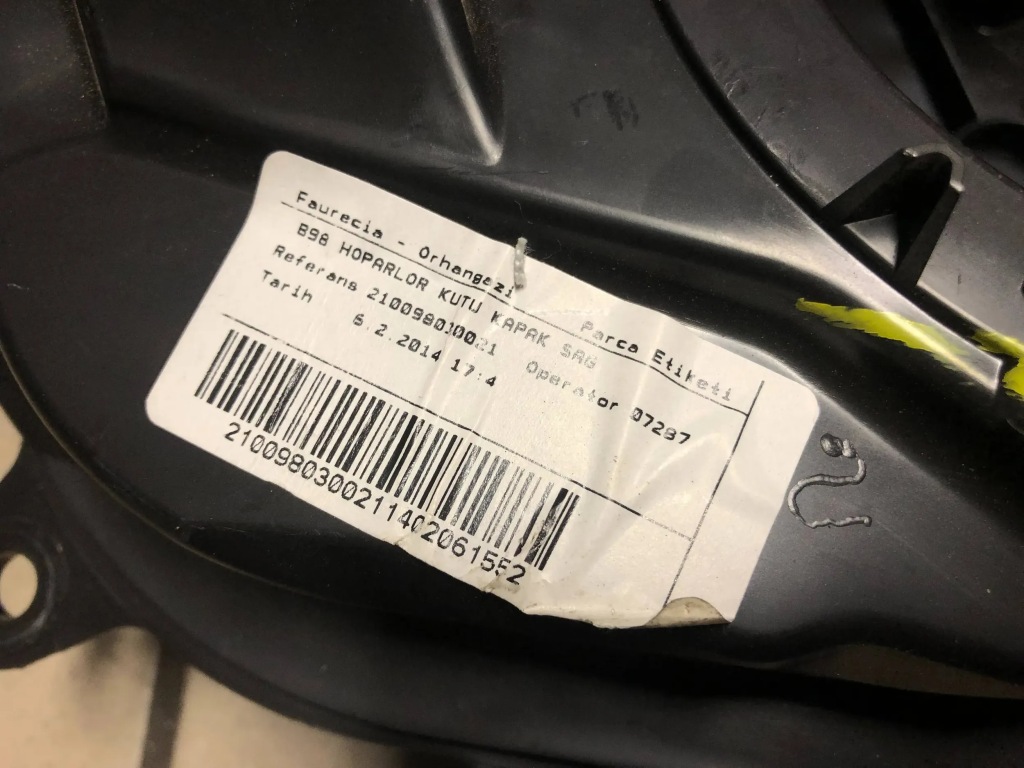 Faurecia - Orhangazi Parca Etiketi
B98 HOPARLOR KUTU KAPAK SAG
Referans 210098030021 Operator 07287
Tarih 6.2.2014 17:4
21009803002114020615